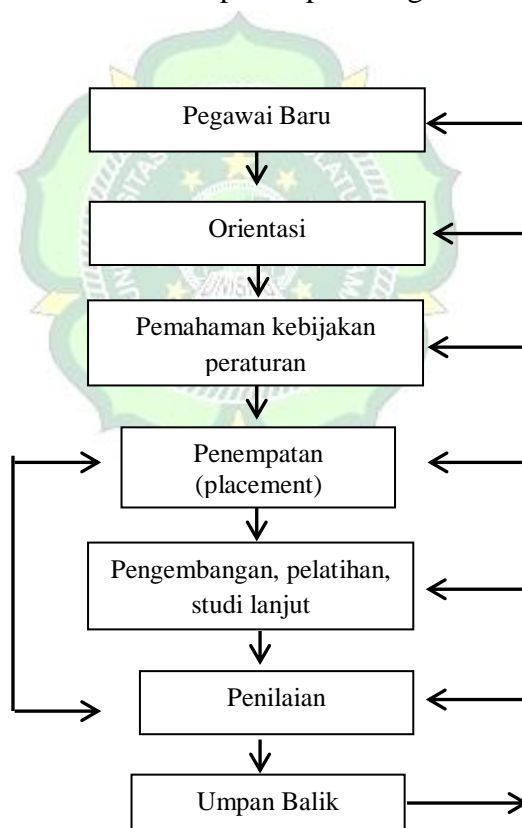 Pegawai Baru
Orientasi
Pemahaman kebijakan
peraturan
Penempatan
(placement)
Pengembangan, pelatihan,
studi lanjut
Penilaian
Umpan Balik